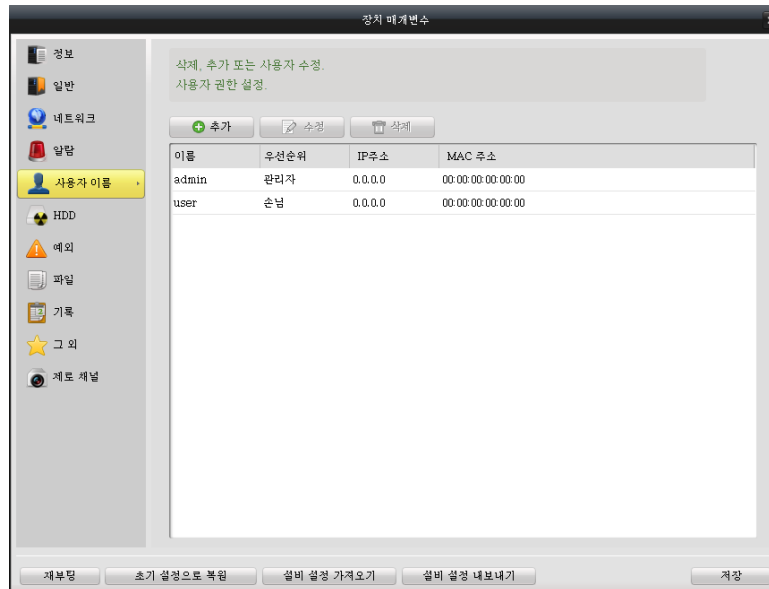 장치 매개변수
정보
일반
네트워크
알람
사용자 이름
HDD
예외
파일
기록
그 외
제로 채널
삭제, 추가 또는 사용자 수정.
사용자 권한 설정.
추가 수정 삭제
이름 우선순위 IP주소 MAC 주소
admin 관리자 0.0.0.0 00:00:00:00:00:00
user 손님 0.0.0.0 00:00:00:00:00:00
재부팅 초기 설정으로 복원 설비 설정 가져오기 설비 설정 내보내기 저장